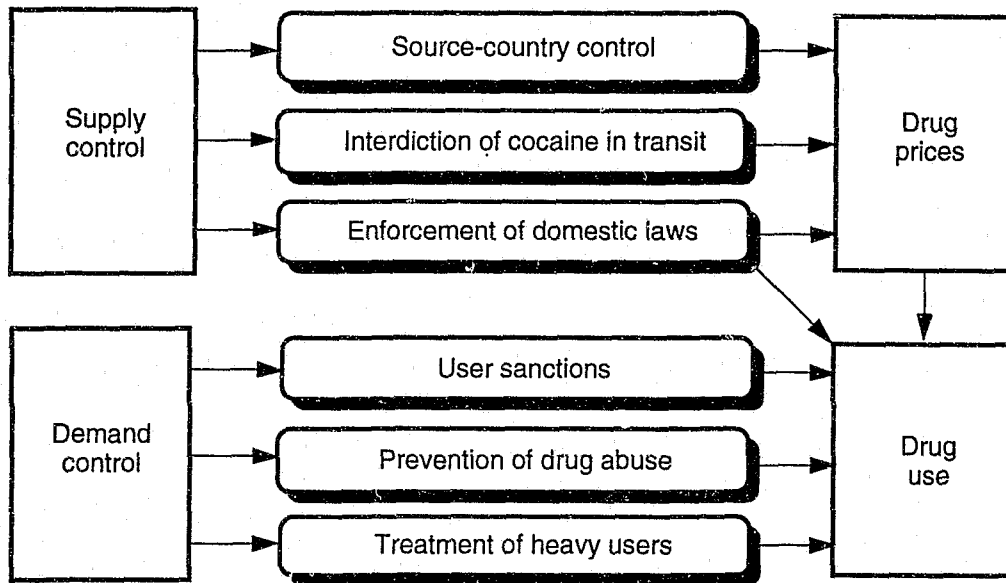 Supply
control
Source-country control
Interdiction of cocaine in transit
Enforcement of domestic laws
Drug
prices
Demand
control
User sanctions
Prevention of drug abuse
Treatment of heavy users
Drug
use